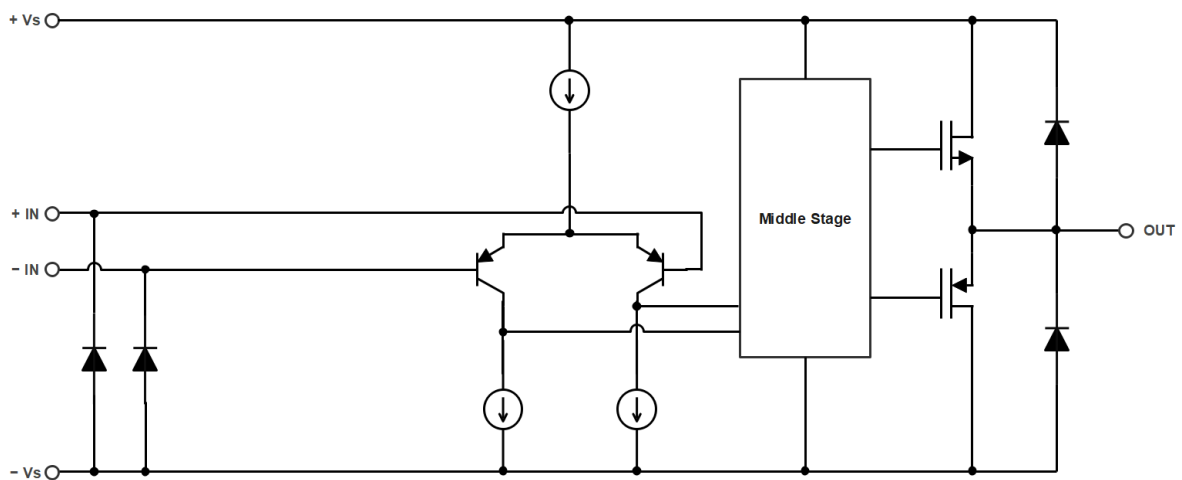 + Vs
+ IN
− IN
Middle Stage
OUT
− Vs